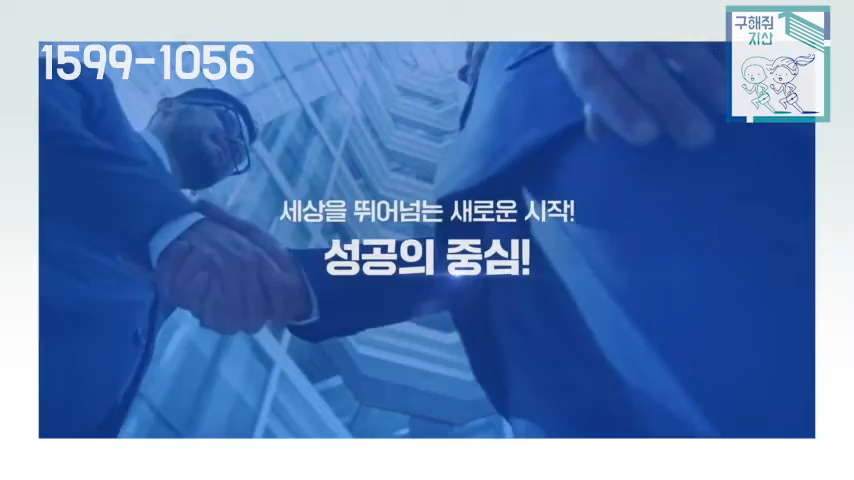 1599-1056
구해줘
지산
세상을 뛰어넘는 새로운 시작!
성공의 중심!